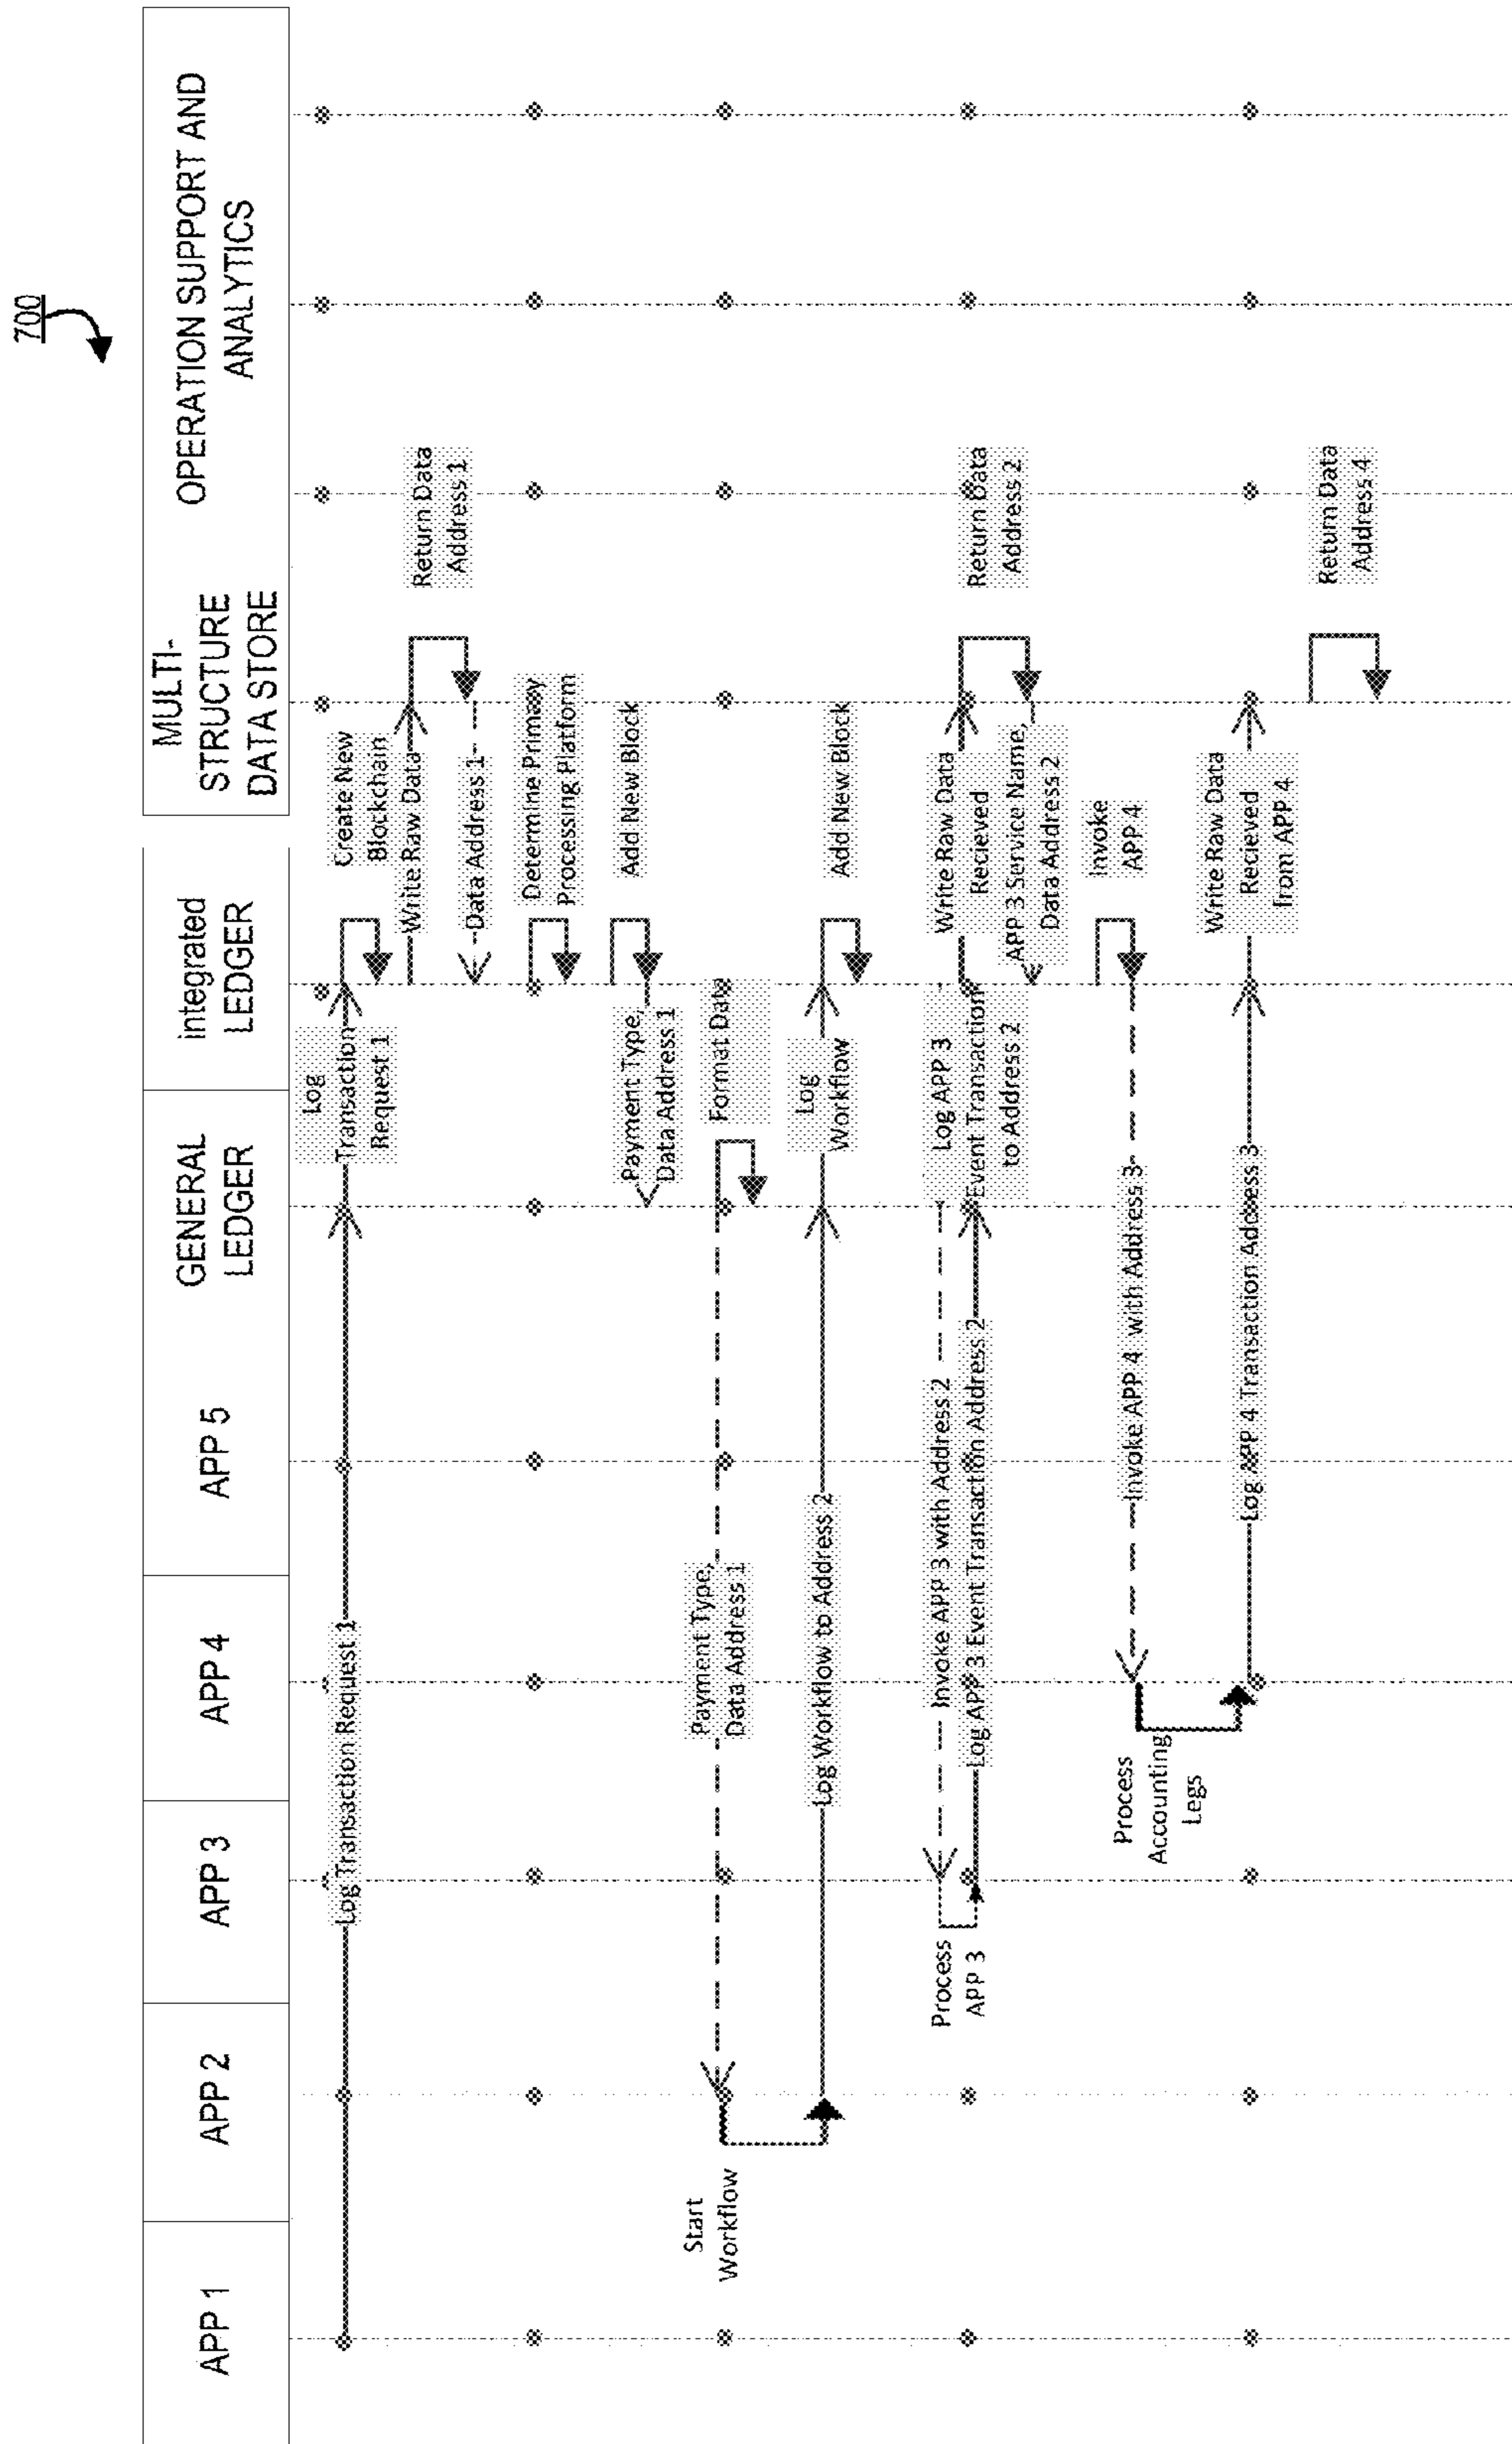 700
APP 1
APP 2
APP 3
APP 4
APP 5
GENERAL
LEDGER
integrated
LEDGER
MULTI-
STRUCTURE
DATA STORE
OPERATION SUPPORT AND
ANALYTICS
Log Transaction Request 1
Log
Transaction
Request 1
Create New
Blockchain
Write Raw Data
Return Data
Address 1
Data Address 1
Determine Primary
Processing Platform
Add New Block
Payment Type,
Data Address 1
Format Data
Payment Type,
Data Address 1
Start
Workflow
Log Workflow to Address 2
Log
Workflow
Add New Block
Invoke APP 3 with Address 2
Process
APP 3
Log APP 3 Event Transaction Address 2
Log APP 3
Event Transaction
to Address 2
Write Raw Data
Recieved
Return Data
Address 2
APP 3 Service Name,
Data Address 2
Invoke
APP 4
Invoke APP 4 with Address 3
Process
Accounting
Legs
Log APP 4 Transaction Address 3
Write Raw Data
Recieved
from APP 4
Return Data
Address 4